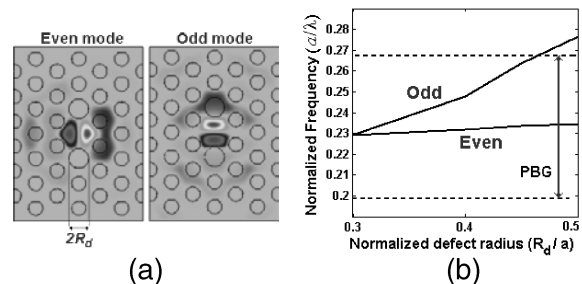 (a)
Even mode
Odd mode
2R_d
(a)
(b)
Normalized Frequency (a/λ)
0.28
0.27
0.26
0.25
0.24
0.23
0.22
0.21
0.2
Odd
Even
PBG
0.3
0.4
0.5
Normalized defect radius (R_d/a)
(b)